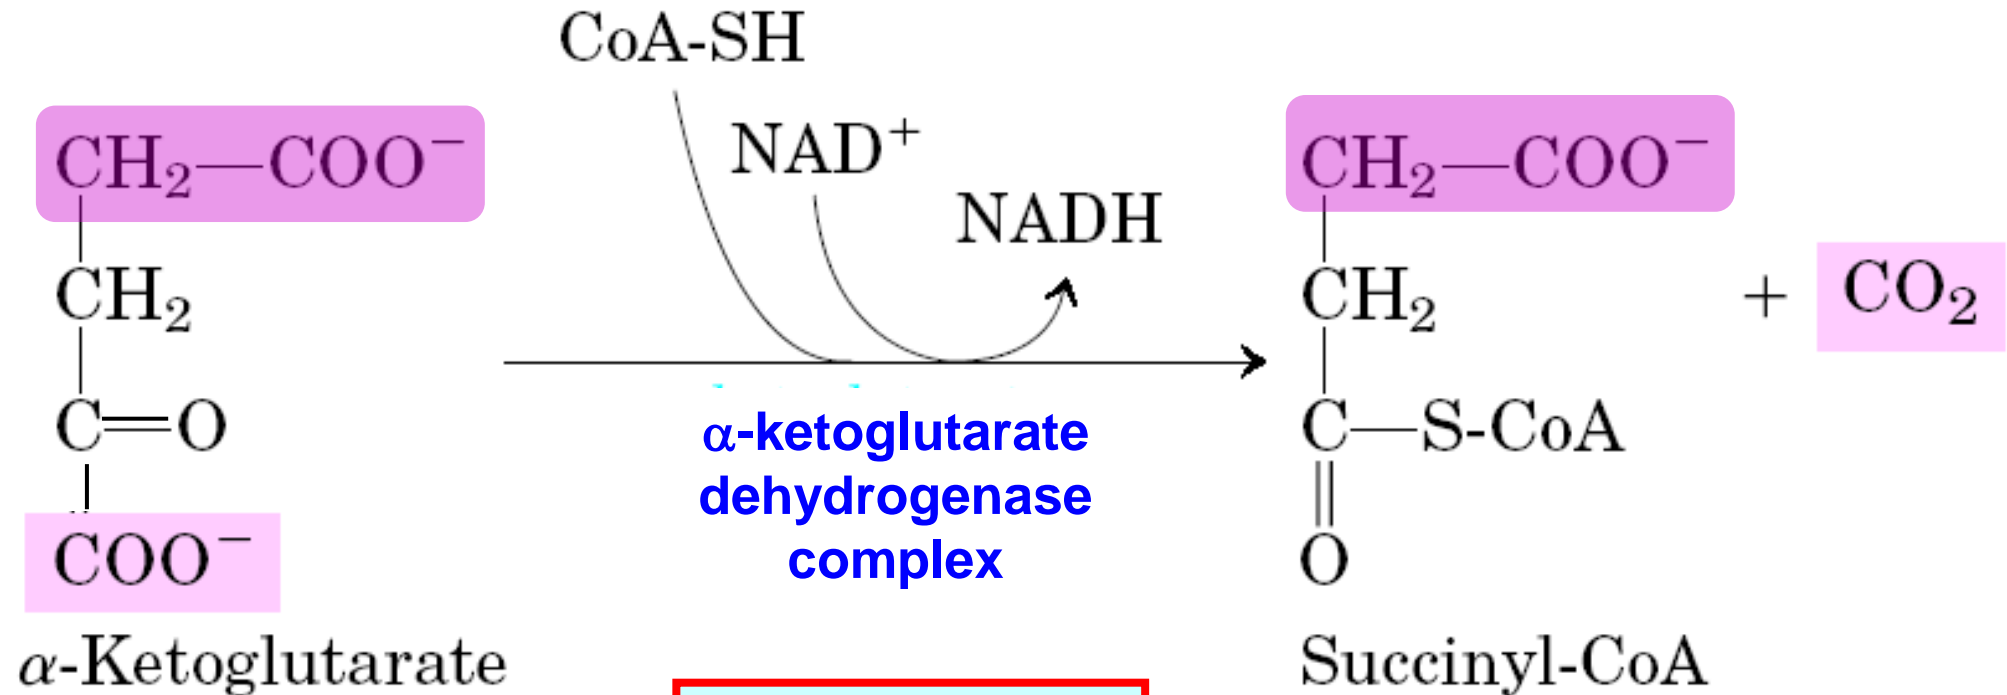 CoA-SH
NAD⁺
NADH
CH₂—COO⁻
CH₂
C=O
COO⁻
α-Ketoglutarate
α-ketoglutarate
dehydrogenase
complex
CH₂—COO⁻
CH₂
C—S-CoA
O
Succinyl-CoA
+ CO₂